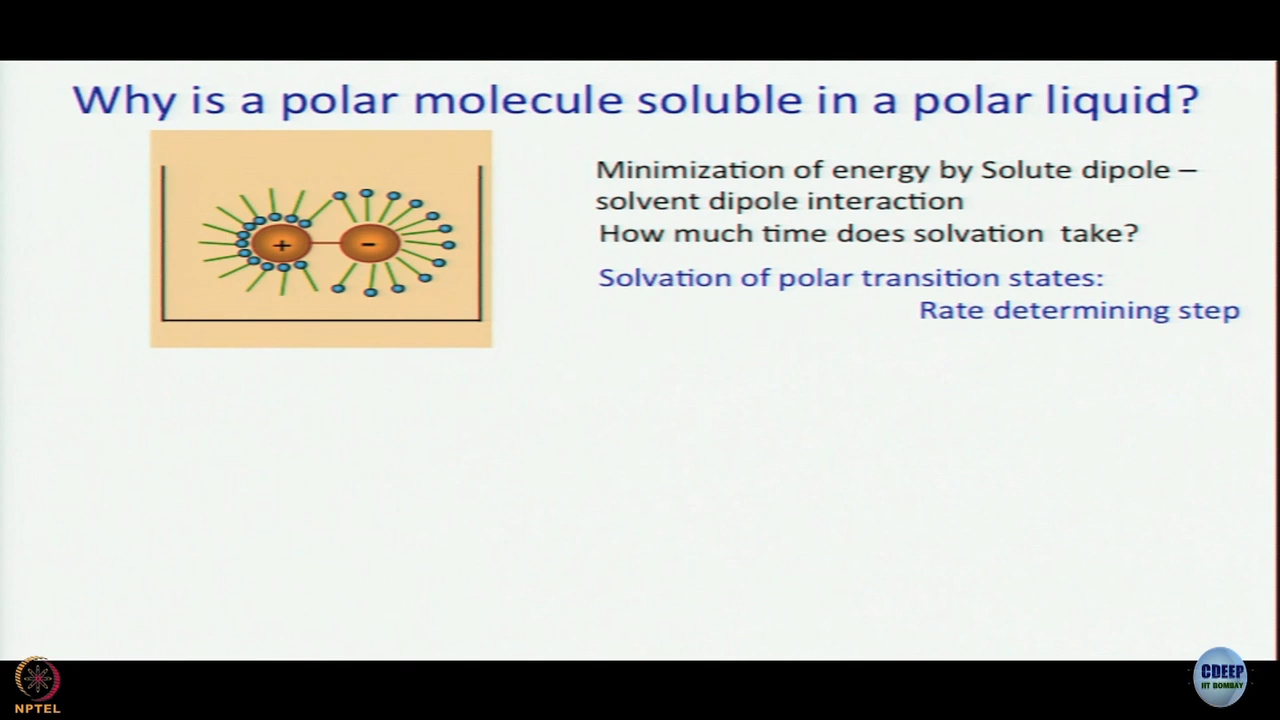 Why is a polar molecule soluble in a polar liquid?
+
-
Minimization of energy by Solute dipole –
solvent dipole interaction
How much time does solvation take?
Solvation of polar transition states:
Rate determining step
NPTEL
CDEEP
IIT BOMBAY